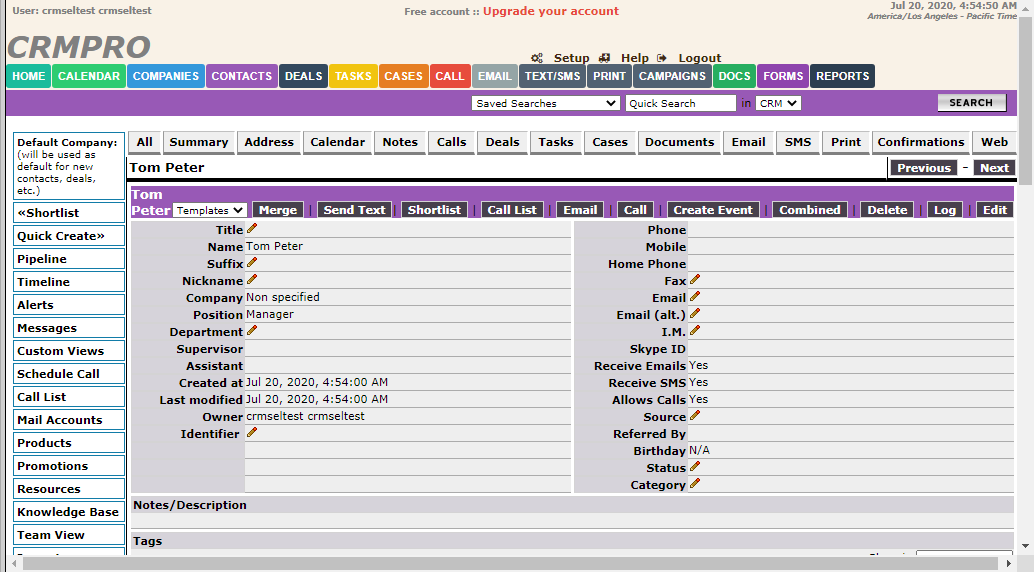 User: crmseltest crmseltest
Free account :: Upgrade your account
Jul 20, 2020, 4:54:50 AM
America/Los Angeles - Pacific Time
CRMPRO
Setup Help Logout
HOME CALENDAR COMPANIES CONTACTS DEALS TASKS CASES CALL EMAIL TEXT/SMS PRINT CAMPAIGNS DOCS FORMS REPORTS
Saved Searches Quick Search in CRM SEARCH
Default Company:
(will be used as
default for new
contacts, deals,
etc.)
«Shortlist
Quick Create»
Pipeline
Timeline
Alerts
Messages
Custom Views
Schedule Call
Call List
Mail Accounts
Products
Promotions
Resources
Knowledge Base
Team View
All Summary Address Calendar Notes Calls Deals Tasks Cases Documents Email SMS Print Confirmations Web
Tom Peter Previous - Next
Tom
Peter Templates Merge | Send Text | Shortlist | Call List | Email | Call | Create Event | Combined | Delete | Log | Edit
Title
Name Tom Peter
Suffix
Nickname
Company Non specified
Position Manager
Department
Supervisor
Assistant
Created at Jul 20, 2020, 4:54:00 AM
Last modified Jul 20, 2020, 4:54:00 AM
Owner crmseltest crmseltest
Identifier
Phone
Mobile
Home Phone
Fax
Email
Email (alt.)
I.M.
Skype ID
Receive Emails Yes
Receive SMS Yes
Allows Calls Yes
Source
Referred By
Birthday N/A
Status
Category
Notes/Description
Tags